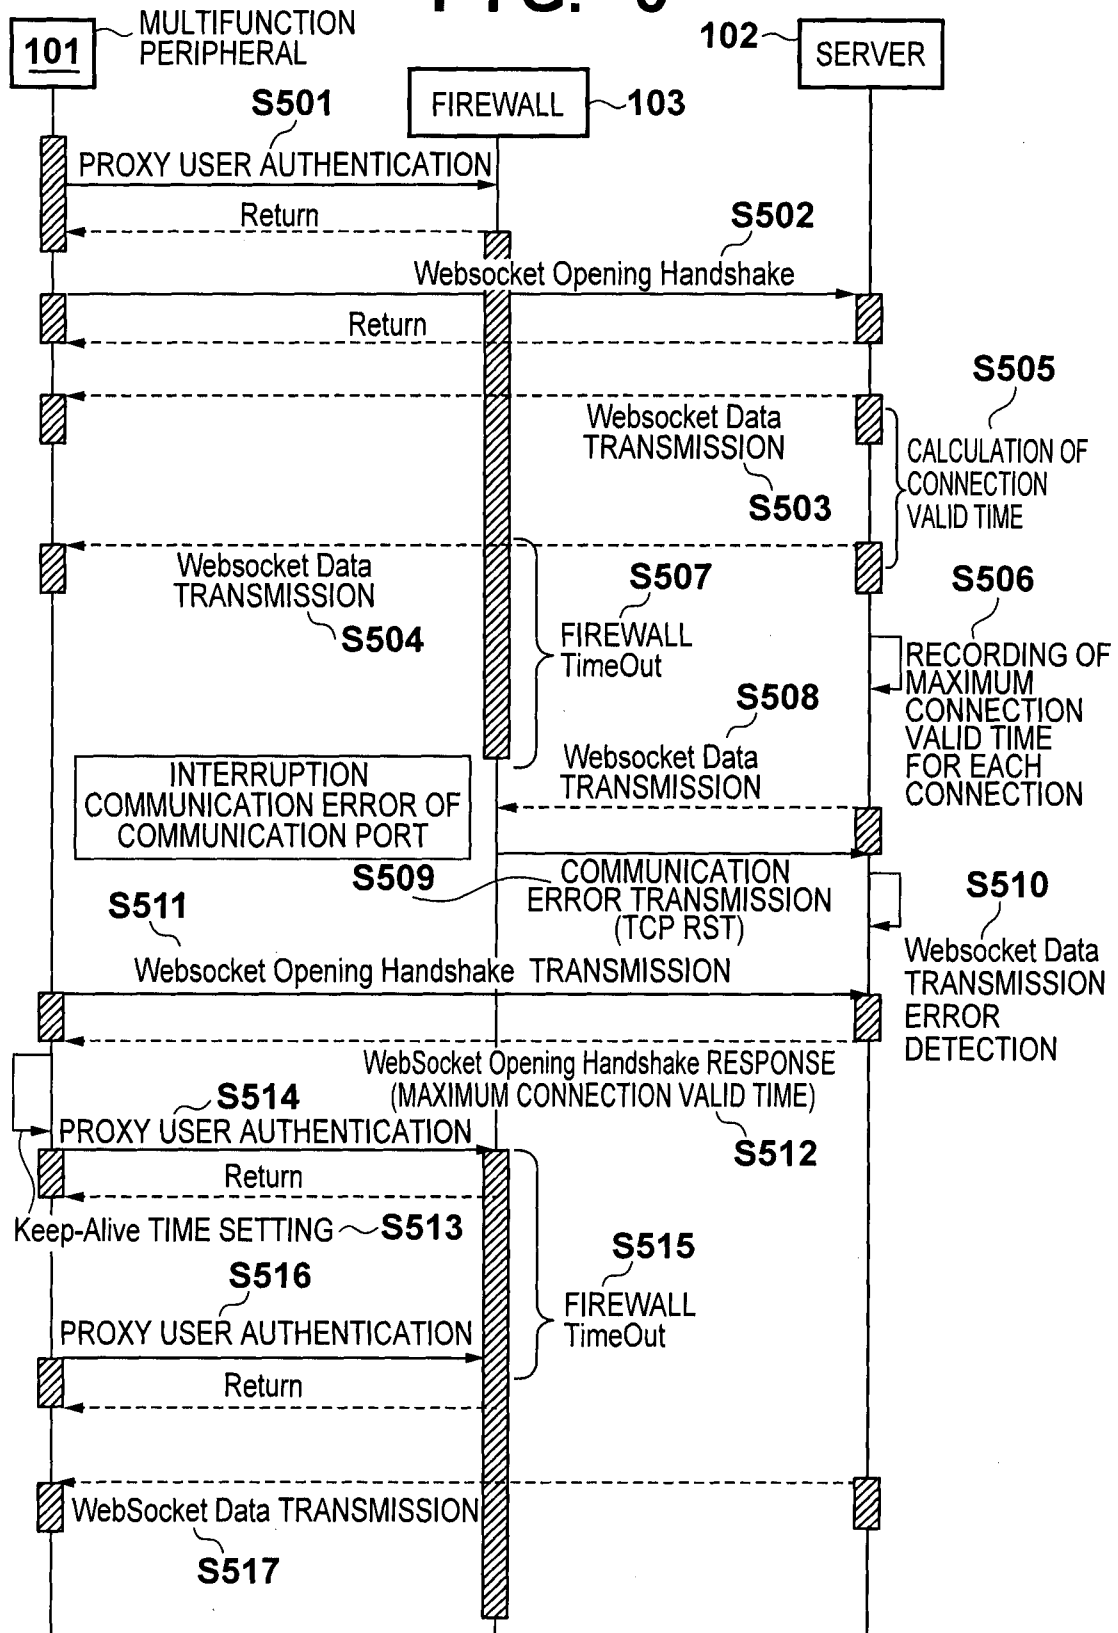 101
MULTIFUNCTION
PERIPHERAL
102
SERVER
FIREWALL
103
S501
PROXY USER AUTHENTICATION
Return
S502
Websocket Opening Handshake
Return
S505
Websocket Data
TRANSMISSION
S503
CALCULATION OF
CONNECTION
VALID TIME
Websocket Data
TRANSMISSION
S504
S507
FIREWALL
TimeOut
S506
RECORDING OF
MAXIMUM
CONNECTION
VALID TIME
FOR EACH
CONNECTION
S508
Websocket Data
TRANSMISSION
INTERRUPTION
COMMUNICATION ERROR OF
COMMUNICATION PORT
S509
COMMUNICATION
ERROR TRANSMISSION
(TCP RST)
S510
Websocket Data
TRANSMISSION
ERROR
DETECTION
S511
Websocket Opening Handshake TRANSMISSION
WebSocket Opening Handshake RESPONSE
(MAXIMUM CONNECTION VALID TIME)
S512
S514
PROXY USER AUTHENTICATION
Return
Keep-Alive TIME SETTING
S513
S515
FIREWALL
TimeOut
S516
PROXY USER AUTHENTICATION
Return
WebSocket Data TRANSMISSION
S517